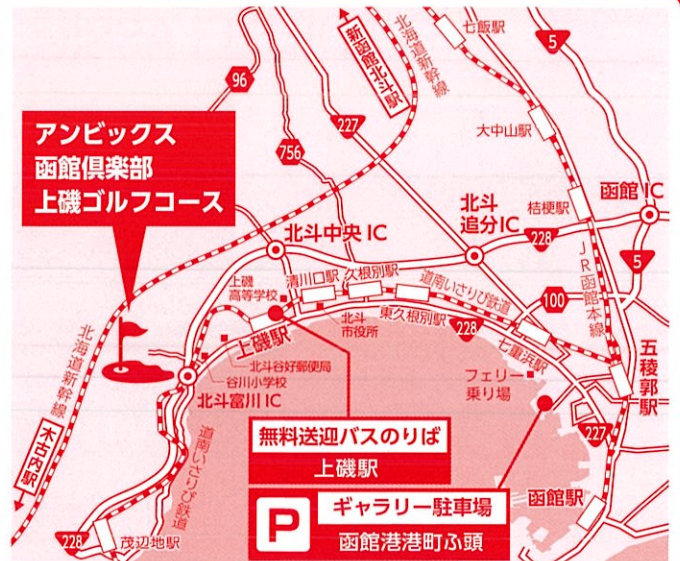 七飯駅
5
北海道新幹線
新函館北斗駅
96
227
大中山駅
756
アンビックス
函館倶楽部
上磯ゴルフコース
桔梗駅
函館 IC
北斗
追分IC
北斗中央 IC
228
5
JR函館本線
清川口駅
久根別駅
道南いさりび鉄道
上磯
高等学校
100
北斗
市役所
東久根別駅
228
上磯駅
七重浜駅
五稜郭駅
北海道新幹線
北斗谷好郵便局
谷川小学校
北斗富川 IC
フェリー
乗り場
227
木古内駅
道南いさりび鉄道
無料送迎バスのりば
上磯駅
P
ギャラリー駐車場
函館港港町ふ頭
函館駅
228
茂辺地駅